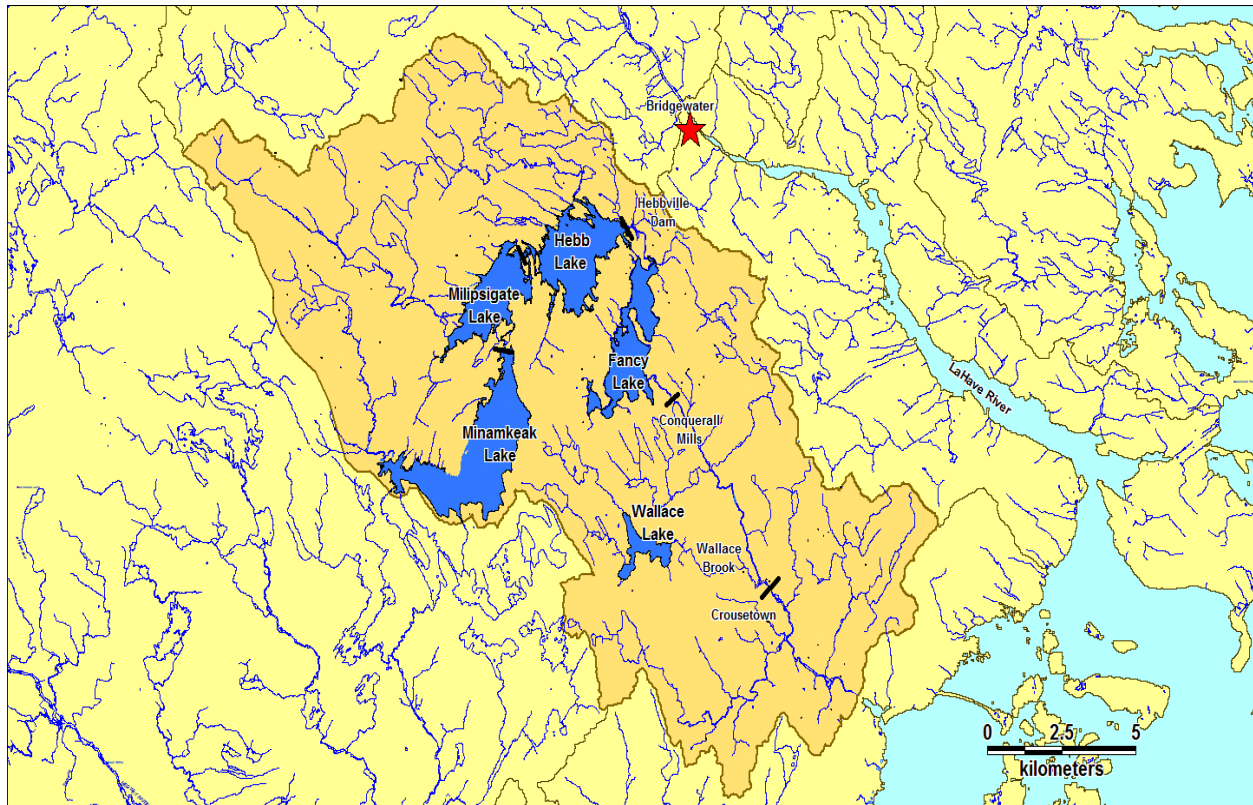 Bridgewater
Hebbville
Dam
Hebb
Lake
Milipsigate
Lake
Fancy
Lake
LaHave River
Conquerall
Mills
Minamkeak
Lake
Wallace
Lake
Wallace
Brook
Crousetown
0 2.5 5
kilometers